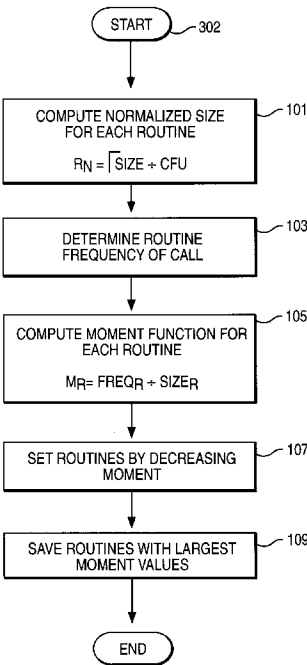 START
302
COMPUTE NORMALIZED SIZE
FOR EACH ROUTINE
RN = ⌈SIZE ÷ CFU
101
DETERMINE ROUTINE
FREQUENCY OF CALL
103
COMPUTE MOMENT FUNCTION FOR
EACH ROUTINE
MR= FREQR ÷ SIZER
105
SET ROUTINES BY DECREASING
MOMENT
107
SAVE ROUTINES WITH LARGEST
MOMENT VALUES
109
END